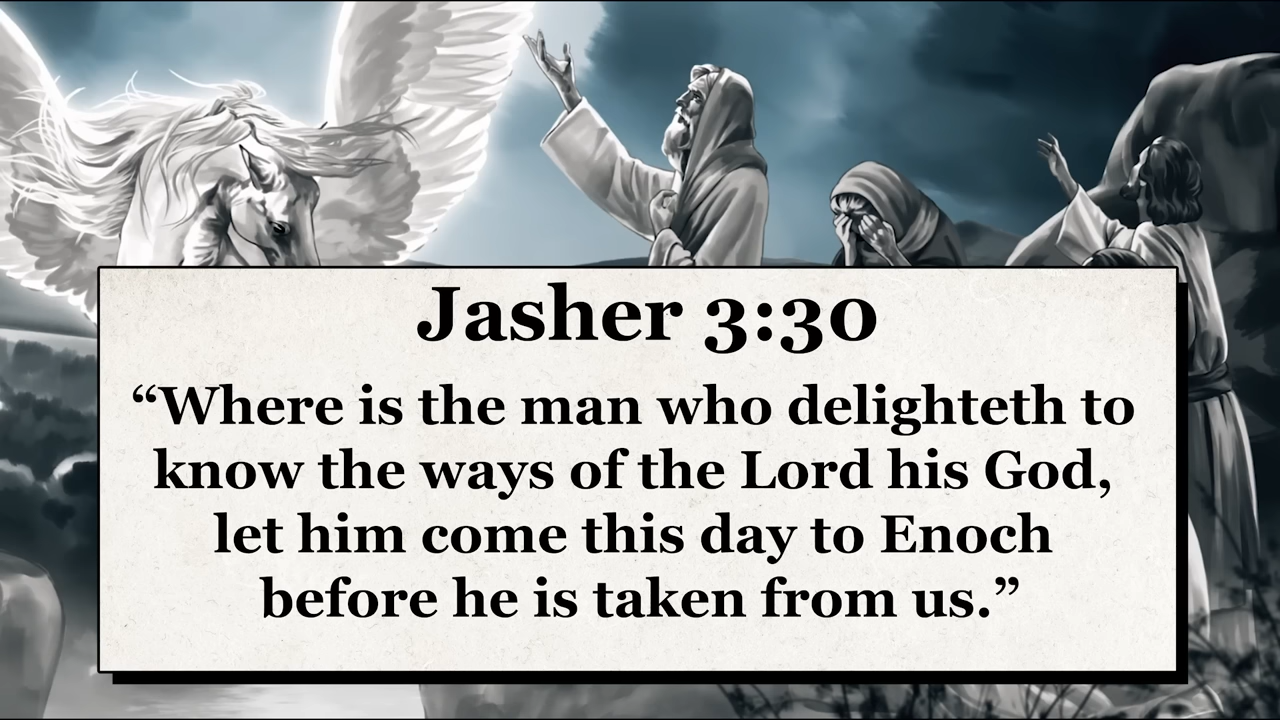 Jasher 3:30
“Where is the man who delighteth to
know the ways of the Lord his God,
let him come this day to Enoch
before he is taken from us.”